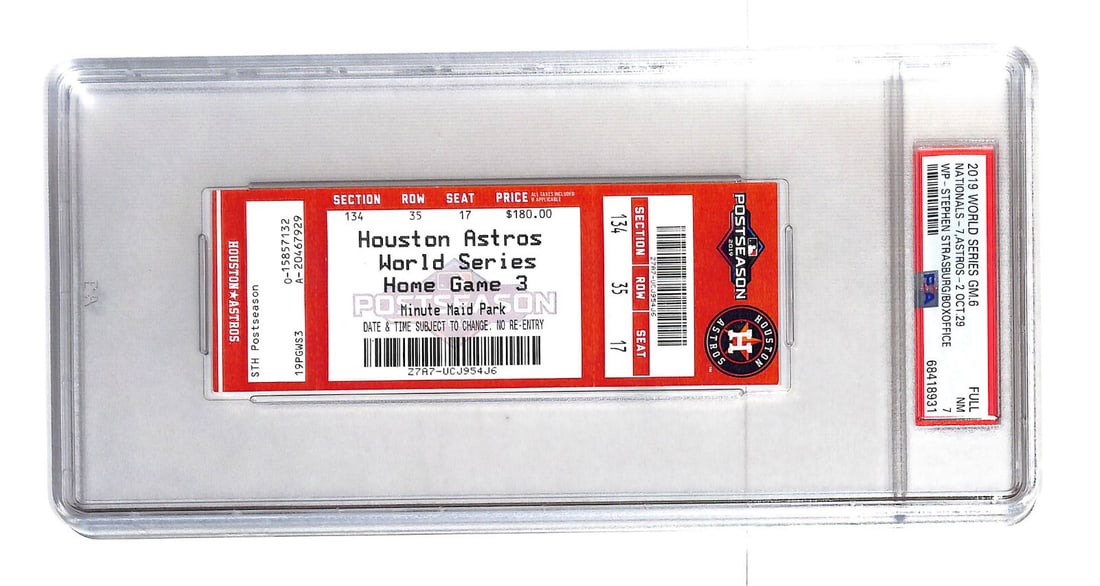 SECTION ROW SEAT PRICE ALL TAXES INCLUDED IF APPLICABLE
134 35 17 $180.00
Houston Astros
World Series
Home Game 3
POSTSEASON
Minute Maid Park
DATE & TIME SUBJECT TO CHANGE. NO RE-ENTRY
Z7A7-UCJ954J6
HOUSTON★ASTROS
STH Postseason
19PGWS3
0-15857132
A-20467929
SECTION ROW SEAT
134 35 17
Z7A7-UCJ954J6
POSTSEASON
2019
HOUSTON
H
ASTROS
TM
2019 WORLD SERIES GM.6
NATIONALS-7,ASTROS-2 OCT.29
WP-STEPHEN STRASBURG/BOXOFFICE
FULL
NM
7
68418931
PSA